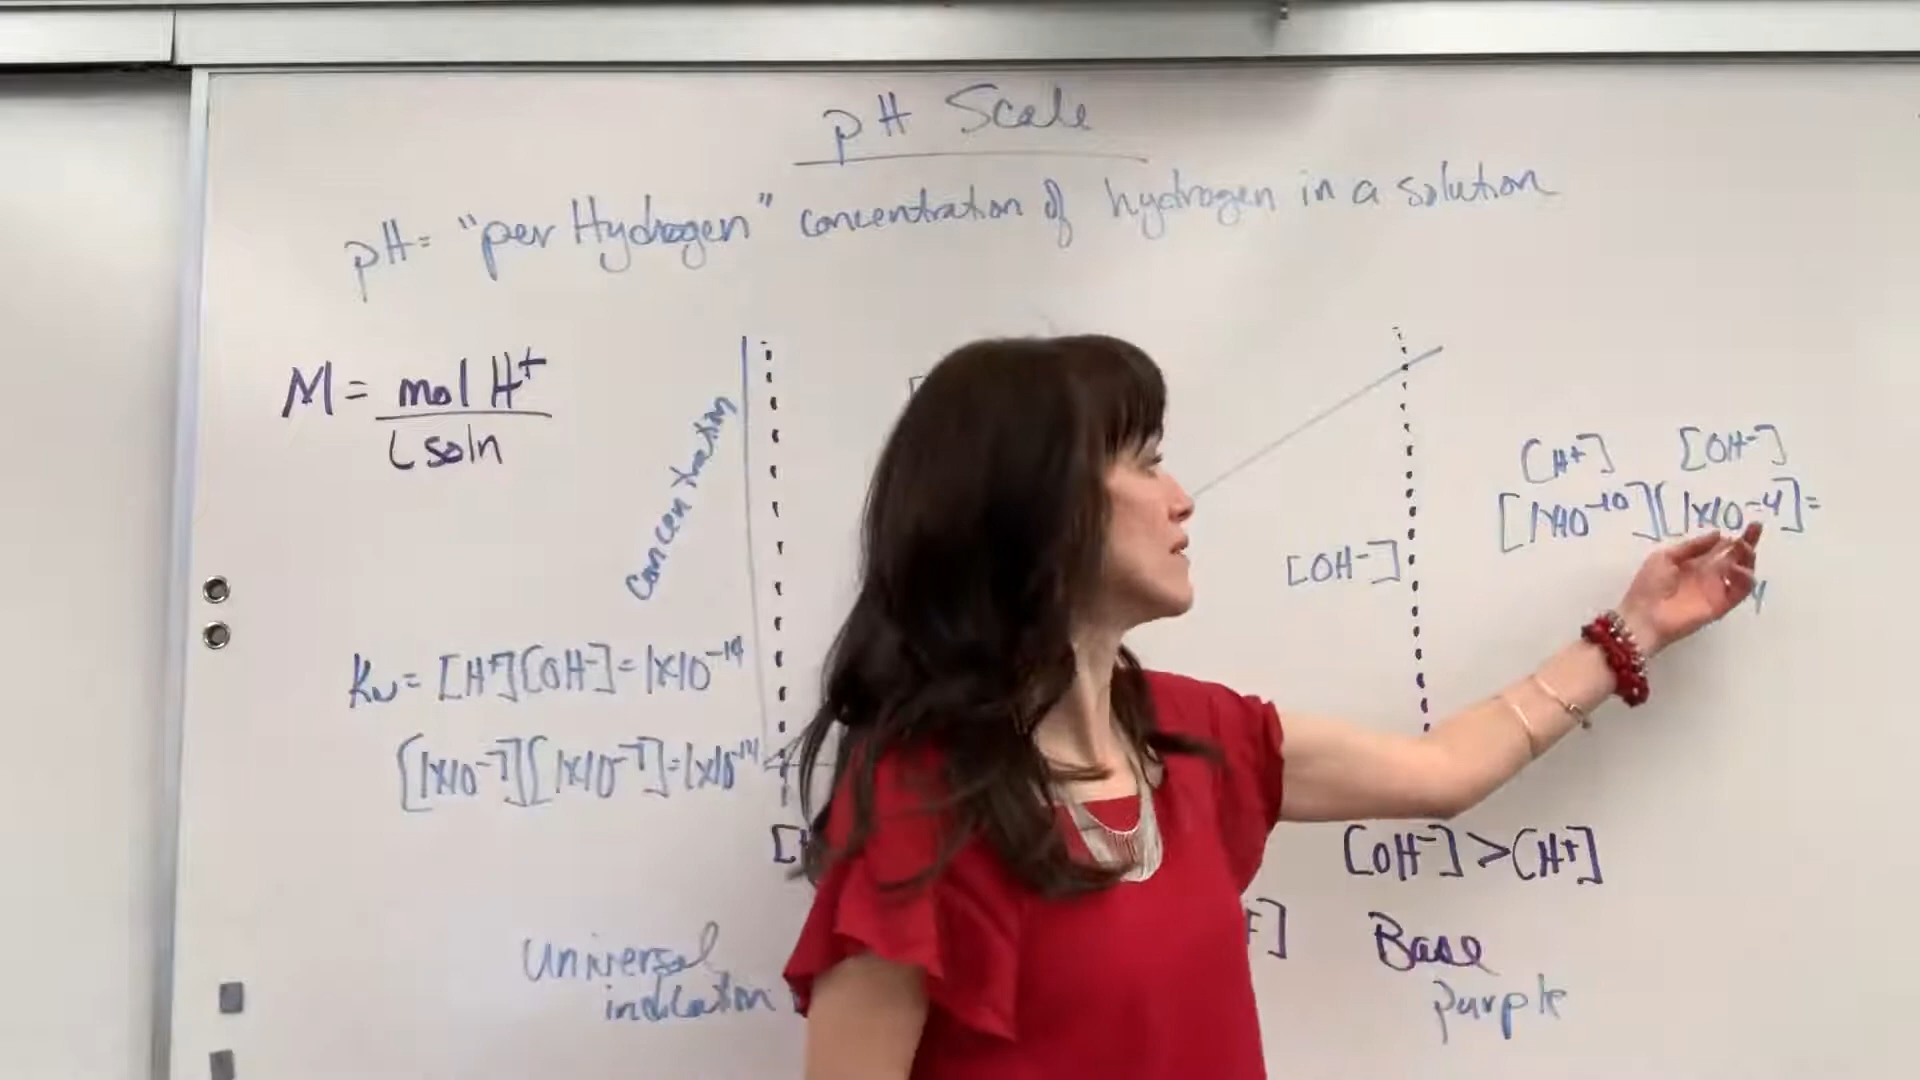 pH Scale
pH = "per Hydrogen" concentration of hydrogen in a solution
M = mol H+
L soln
Concentration
[H+] [OH-]
[1x10-10][1x10-4]=
[OH-]
Kw = [H+][OH-] = 1x10-14
[1x10-7][1x10-7]=1x10-14
[OH-] > [H+]
Base
purple
Universal
indicator